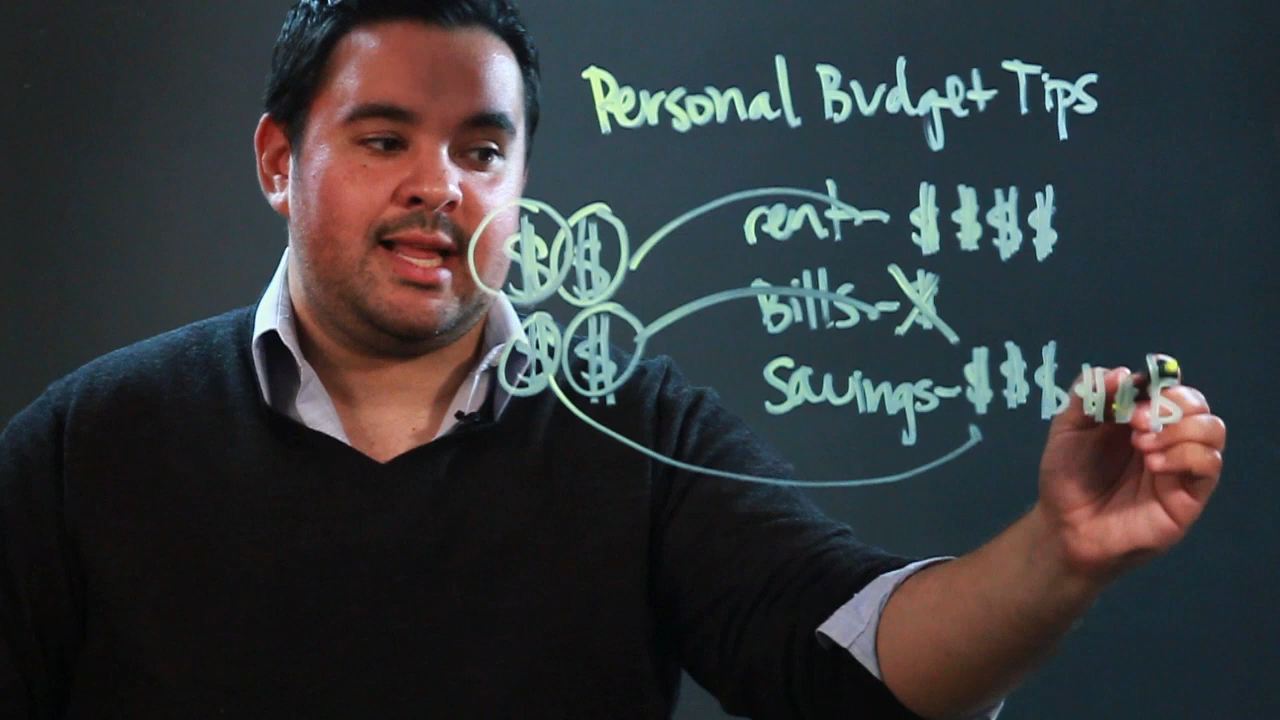 Personal Budget Tips
$ $ rent- $ $ $ $
$ $ Bills- X
Savings- $ $ $ $ $ $